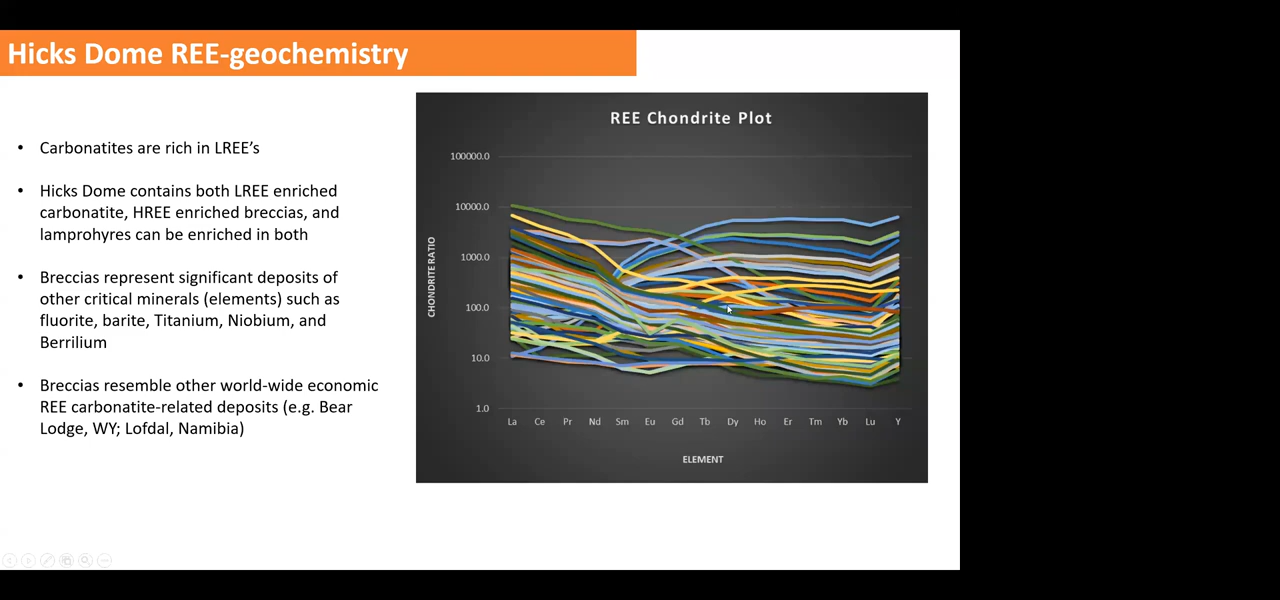 Hicks Dome REE-geochemistry
• Carbonatites are rich in LREE’s
• Hicks Dome contains both LREE enriched
carbonatite, HREE enriched breccias, and
lamprohyres can be enriched in both
• Breccias represent significant deposits of
other critical minerals (elements) such as
fluorite, barite, Titanium, Niobium, and
Berrilium
• Breccias resemble other world-wide economic
REE carbonatite-related deposits (e.g. Bear
Lodge, WY; Lofdal, Namibia)
REE Chondrite Plot
CHONDRITE RATIO
100000.0
10000.0
1000.0
100.0
10.0
1.0
La Ce Pr Nd Sm Eu Gd Tb Dy Ho Er Tm Yb Lu Y
ELEMENT